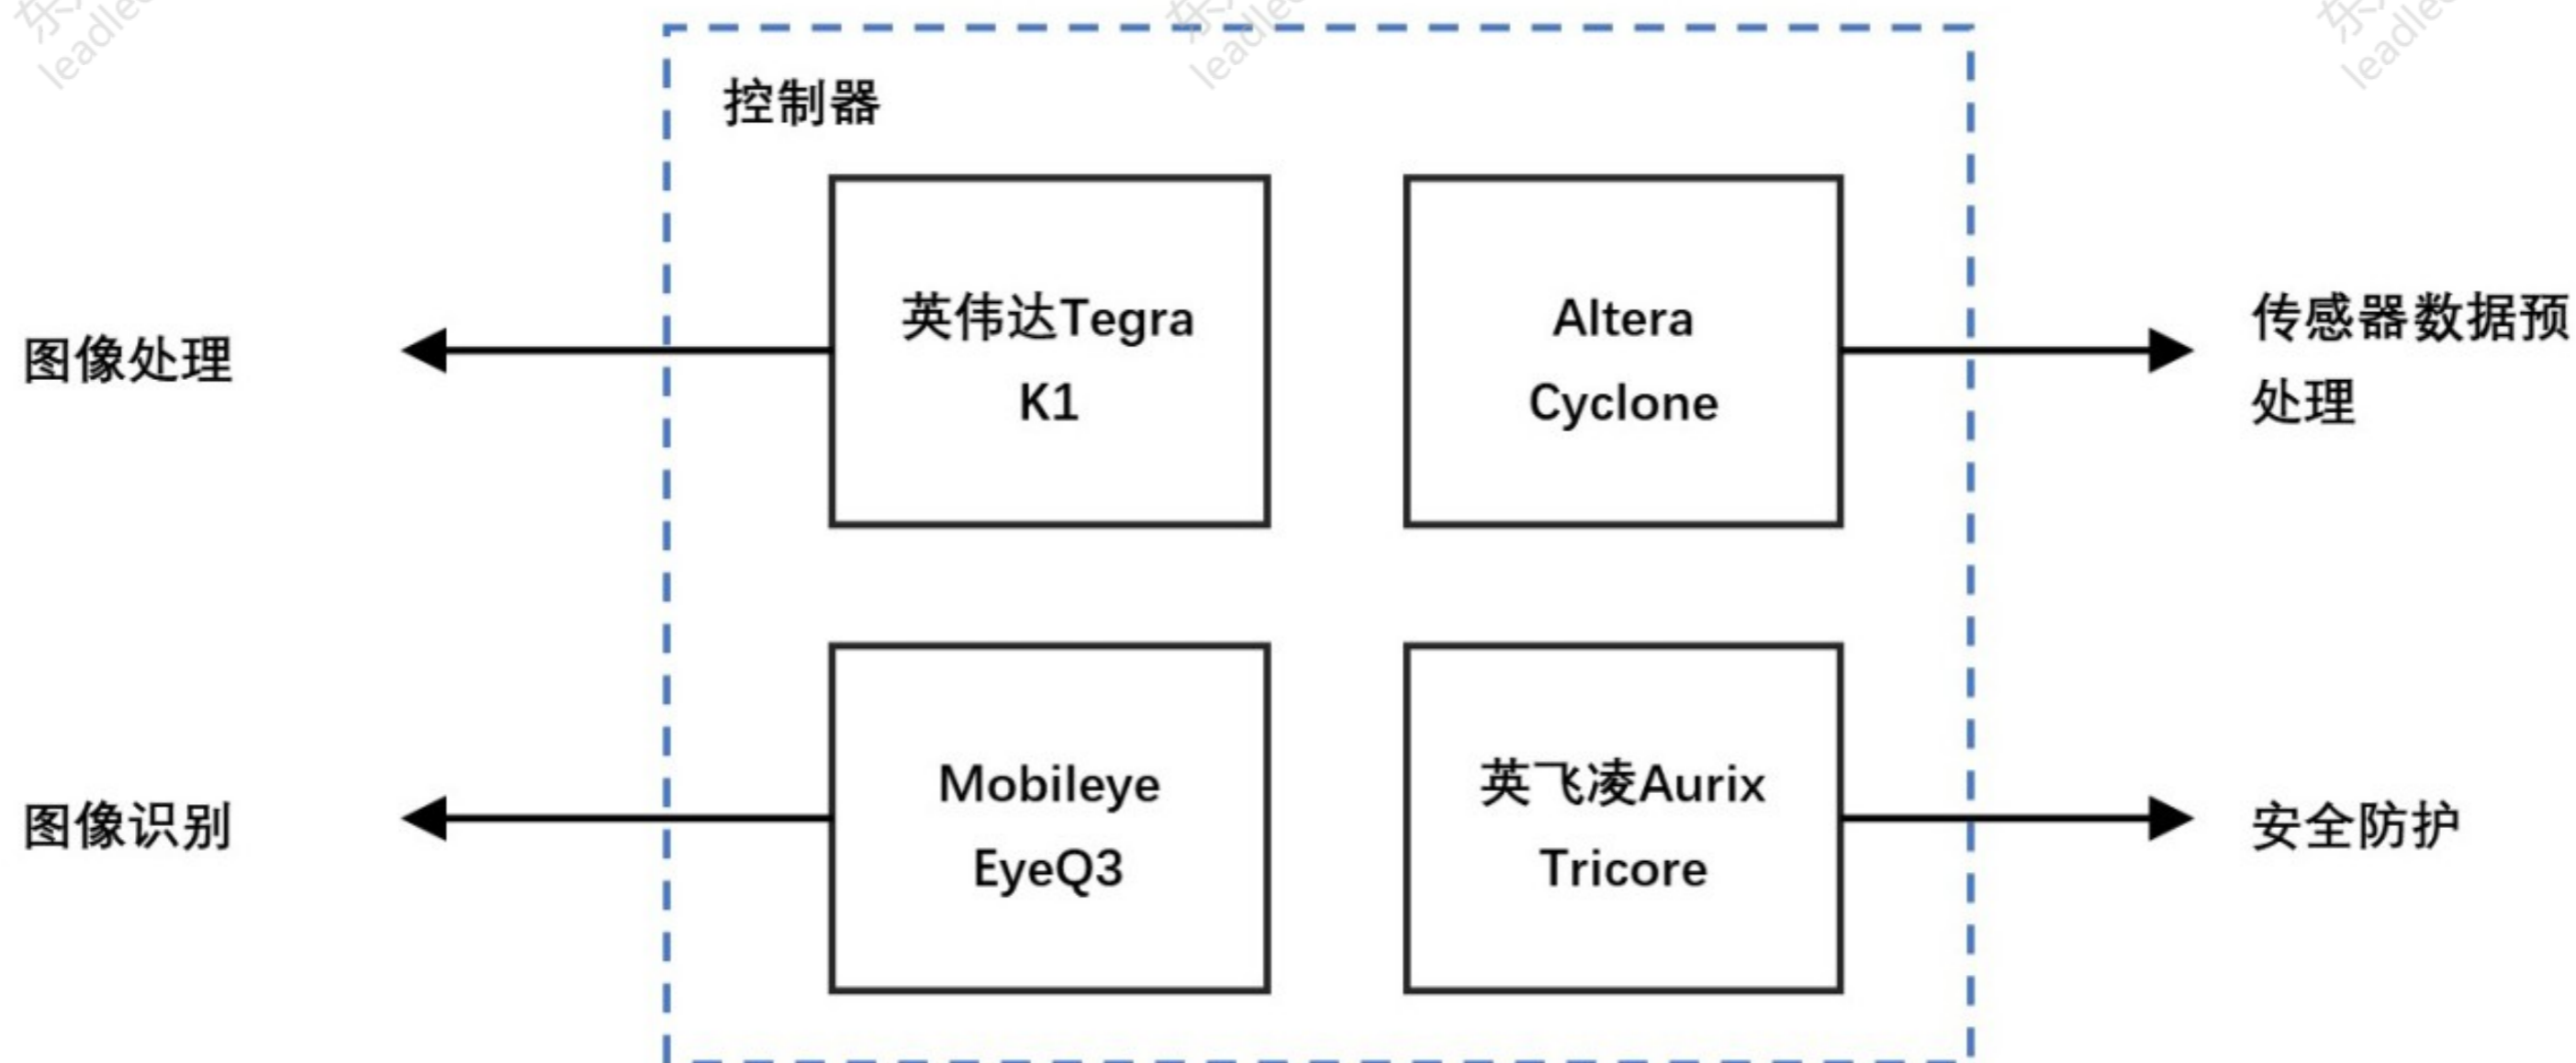 控制器
图像处理
英伟达Tegra
K1
Altera
Cyclone
传感器数据预
处理
图像识别
Mobileye
EyeQ3
英飞凌Aurix
Tricore
安全防护